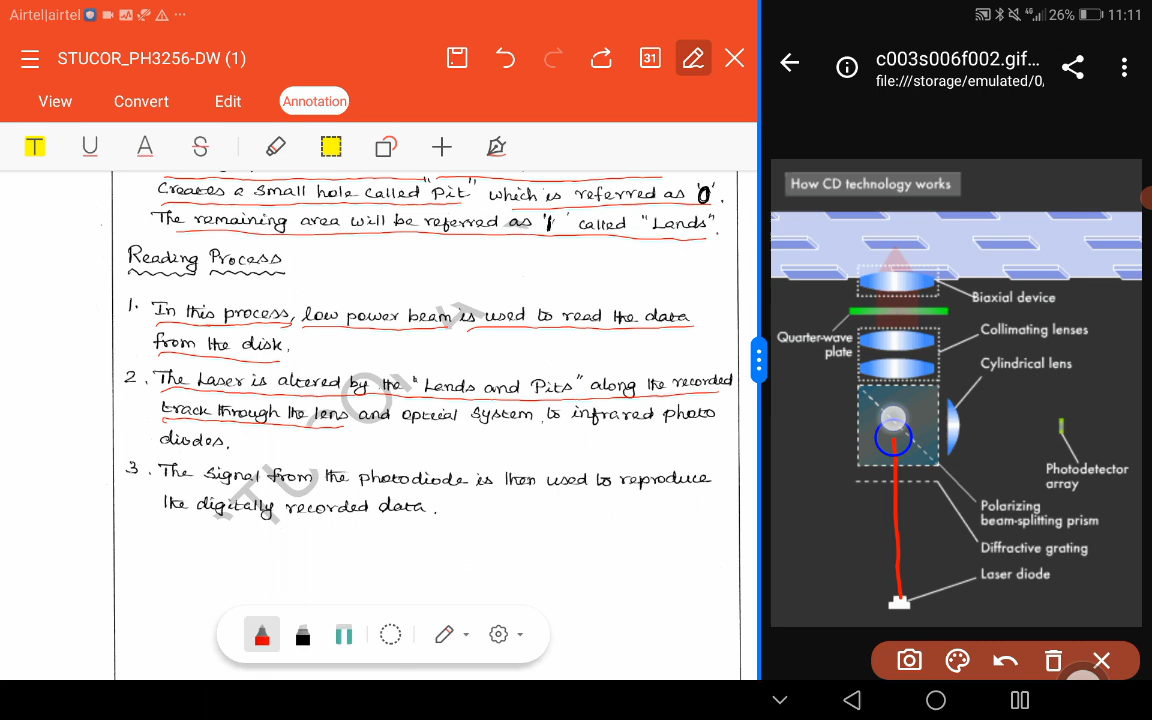 Airtel|airtel
STUCOR_PH3256-DW (1)
31
View Convert Edit Annotation
T U A S
Creates a small hole called "Pit" which is referred as '0'.
The remaining area will be referred as '1' called "Lands".
Reading Process
1. In this process, low power beam is used to read the data
from the disk.
2. The Laser is altered by the "Lands and Pits" along the recorded
track through the lens and optical system to infrared photo
diodes.
3. The signal from the photodiode is then used to reproduce
the digitally recorded data.
4G 26% 11:11
c003s006f002.gif...
file:///storage/emulated/0,
How CD technology works
Biaxial device
Quarter-wave
plate
Collimating lenses
Cylindrical lens
Photodetector
array
Polarizing
beam-splitting prism
Diffractive grating
Laser diode